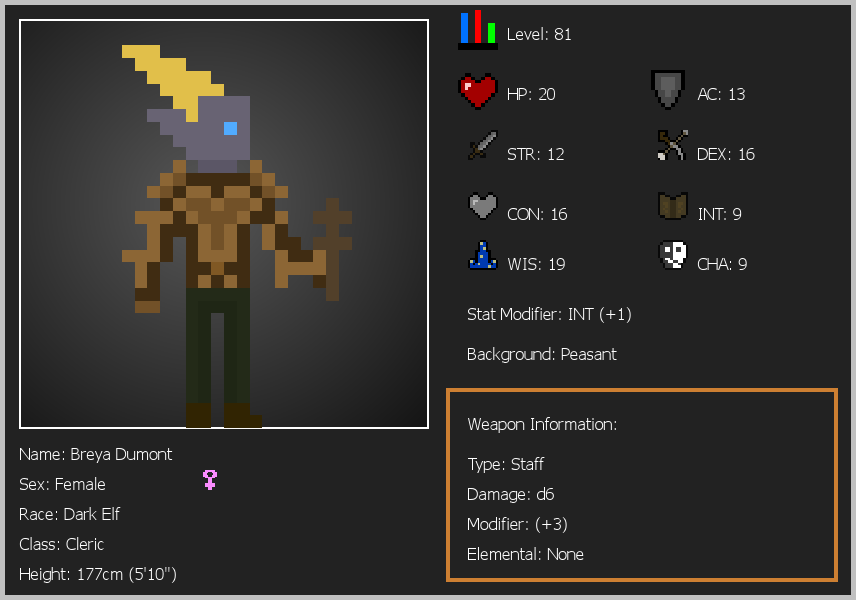 Level: 81
HP: 20
AC: 13
STR: 12
DEX: 16
CON: 16
INT: 9
WIS: 19
CHA: 9
Stat Modifier: INT (+1)
Background: Peasant
Weapon Information:
Type: Staff
Damage: d6
Modifier: (+3)
Elemental: None
Name: Breya Dumont
Sex: Female
Race: Dark Elf
Class: Cleric
Height: 177cm (5'10")